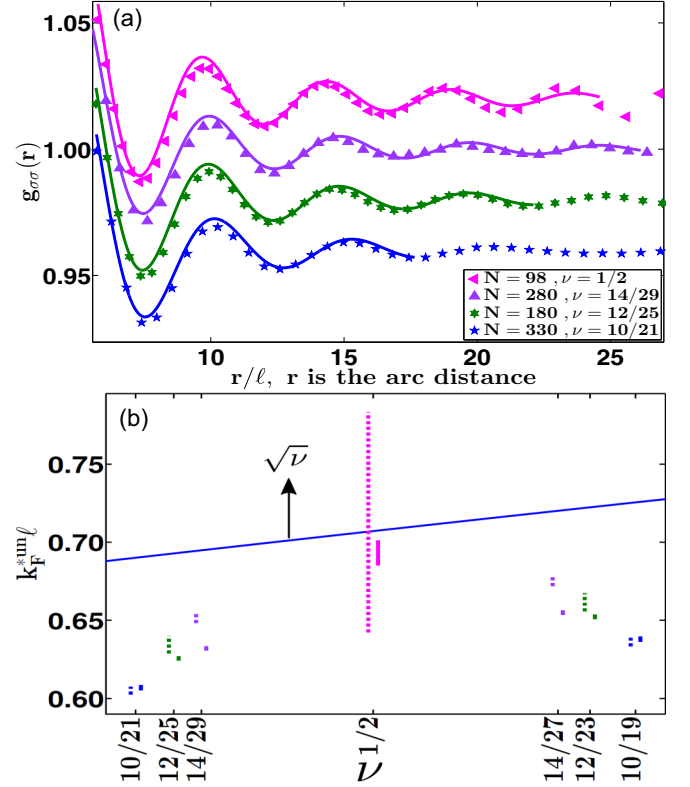 (a)
1.05
1.00
0.95
g_σσ(r)
N = 98 , ν = 1/2
N = 280 , ν = 14/29
N = 180 , ν = 12/25
N = 330 , ν = 10/21
10 15 20 25
r/ℓ, r is the arc distance
(b)
√ν
0.75
0.70
0.65
0.60
k_F^{*un}ℓ
10/21 12/25 14/29 1/2 14/27 12/23 10/19
ν